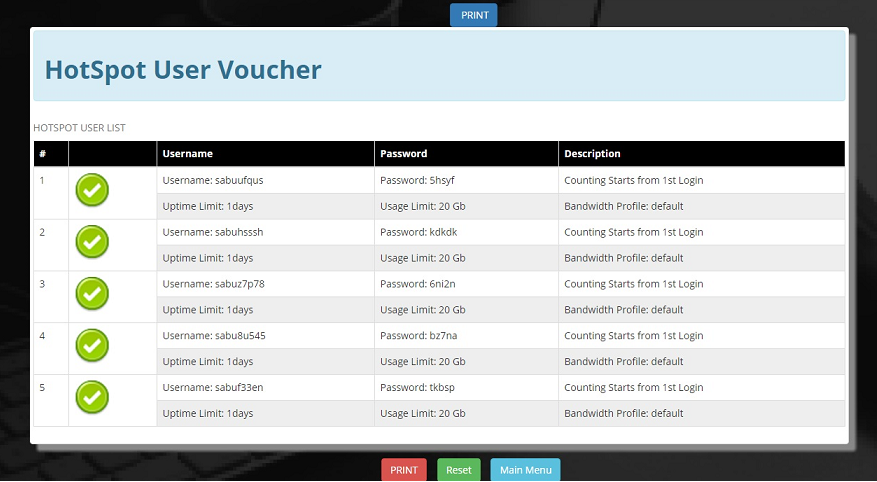 PRINT
HotSpot User Voucher
HOTSPOT USER LIST
# Username Password Description
1 Username: sabuufqus Password: 5hsyf Counting Starts from 1st Login
Uptime Limit: 1days Usage Limit: 20 Gb Bandwidth Profile: default
2 Username: sabuhsssh Password: kdkdk Counting Starts from 1st Login
Uptime Limit: 1days Usage Limit: 20 Gb Bandwidth Profile: default
3 Username: sabuz7p78 Password: 6ni2n Counting Starts from 1st Login
Uptime Limit: 1days Usage Limit: 20 Gb Bandwidth Profile: default
4 Username: sabu8u545 Password: bz7na Counting Starts from 1st Login
Uptime Limit: 1days Usage Limit: 20 Gb Bandwidth Profile: default
5 Username: sabuf33en Password: tkbsp Counting Starts from 1st Login
Uptime Limit: 1days Usage Limit: 20 Gb Bandwidth Profile: default
PRINT Reset Main Menu